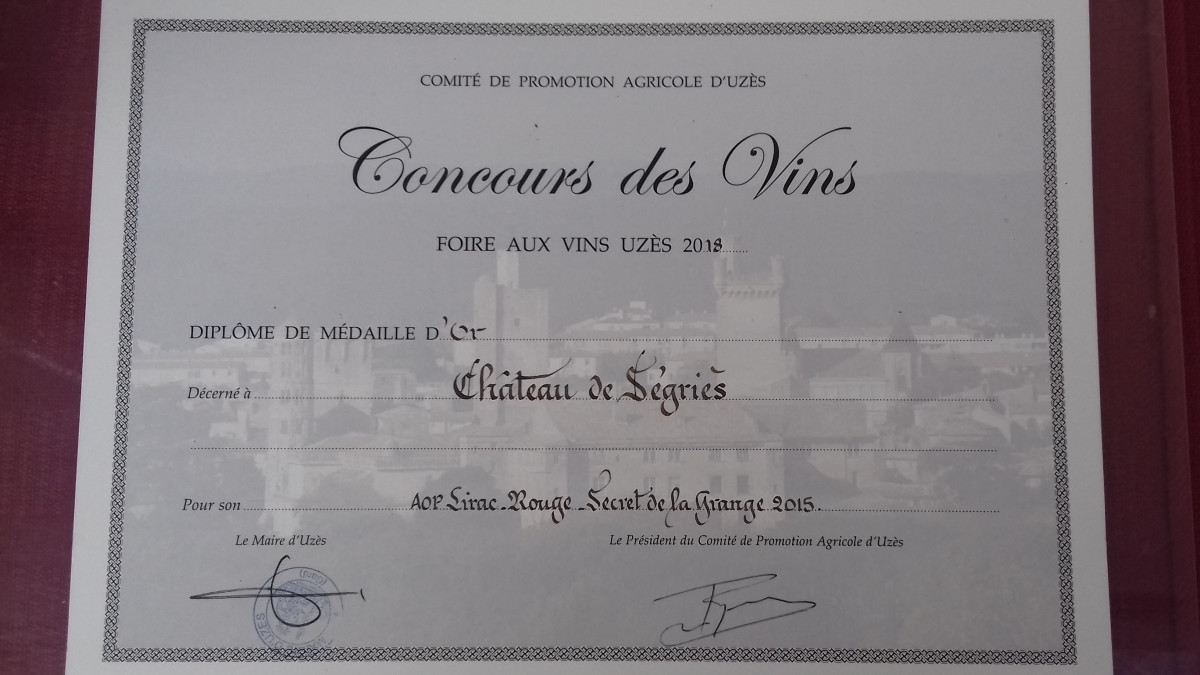 COMITÉ DE PROMOTION AGRICOLE D'UZÈS
Concours des Vins
FOIRE AUX VINS UZÈS 2018
DIPLÔME DE MÉDAILLE D'Or
Décerné à Château de Ségriès
Pour son AOP Lirac-Rouge-Secret de la Grange 2015.
Le Maire d'Uzès Le Président du Comité de Promotion Agricole d'Uzès
(Gard)
D'UZÈS